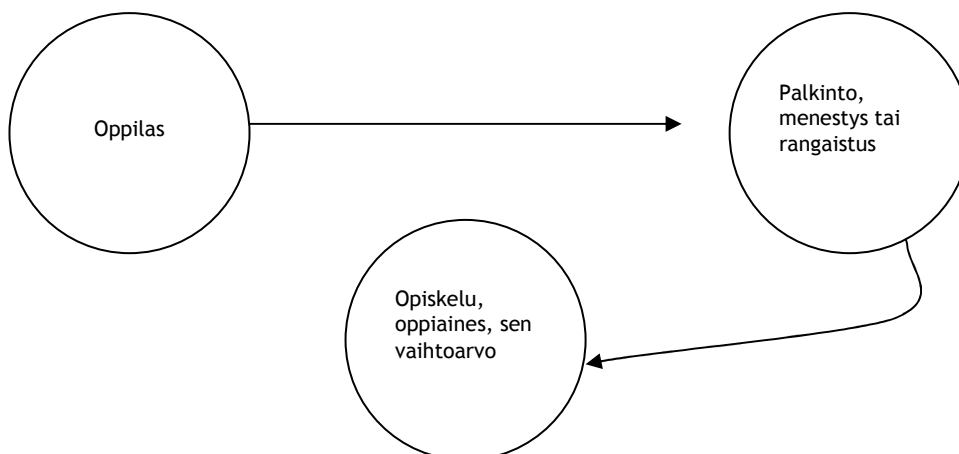 Oppilas
Palkinto,
menestys tai
rangaistus
Opiskelu,
oppiaines, sen
vaihtoarvo